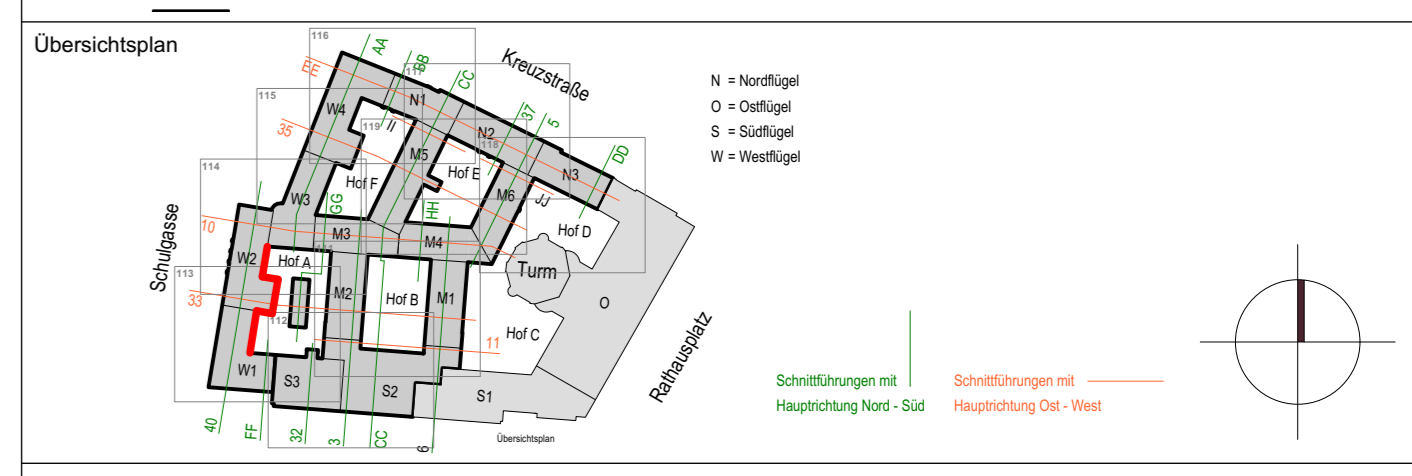 Übersichtsplan
116
AA
BB
EE
117
CC
Kreuzstraße
N = Nordflügel
O = Ostflügel
S = Südflügel
W = Westflügel
115
W4
N1
37
5
35
119
II
N2
118
DD
M5
Hof E
N3
114
Hof F
M6
JJ
W3
GG
HH
Hof D
Schulgasse
10
M3
M4
111
W2
Hof A
Turm
113
M2
Hof B
M1
O
33
112
Hof C
11
Rathausplatz
W1
S3
S2
S1
Schnittführungen mit
Hauptrichtung Nord - Süd
Schnittführungen mit
Hauptrichtung Ost - West
40
FF
32
3
CC
6
Übersichtsplan